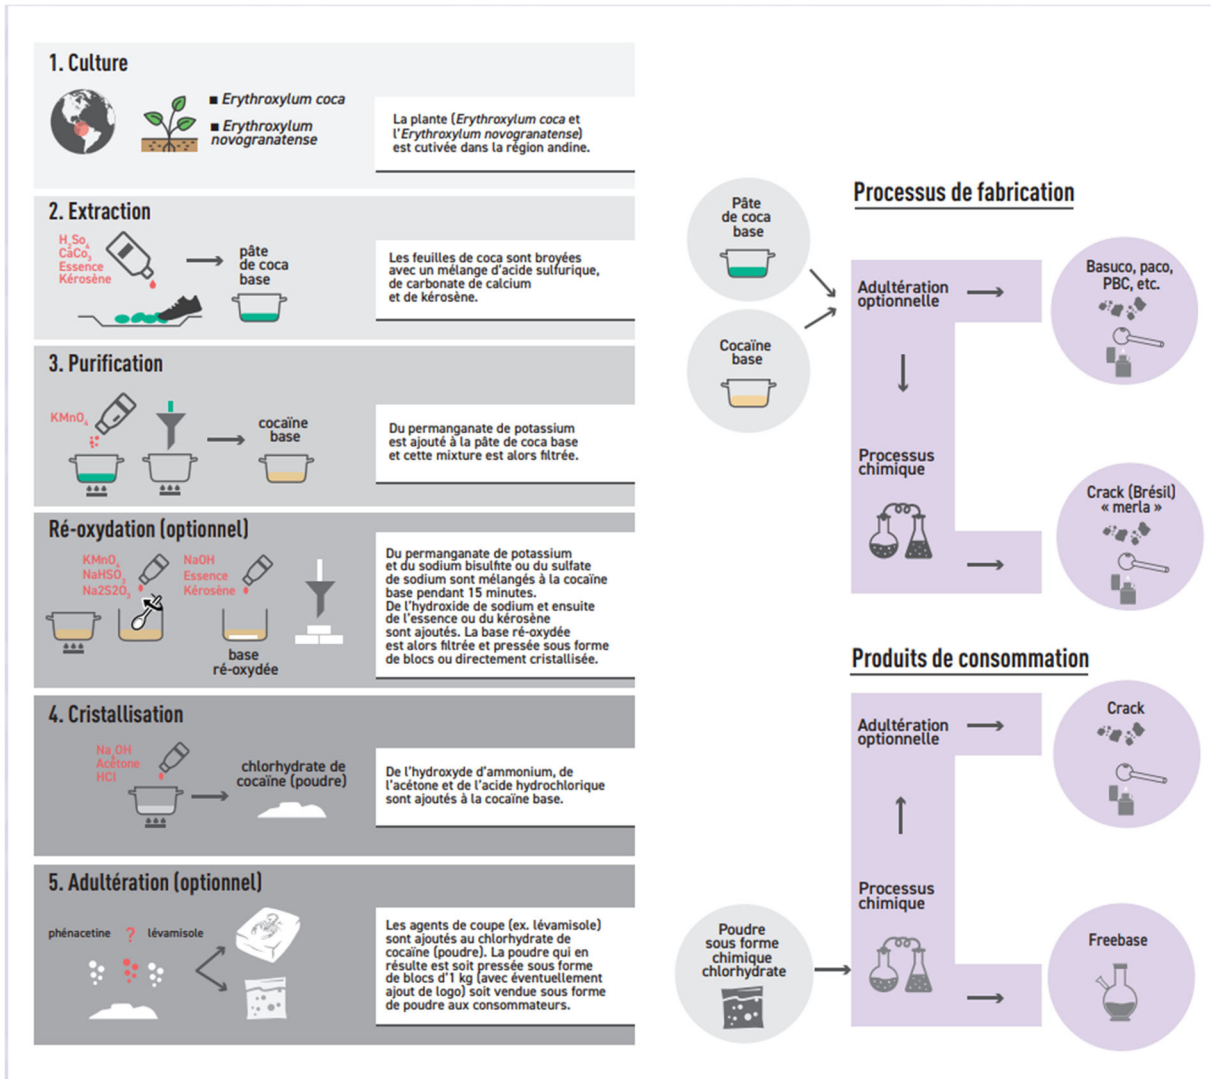 1. Culture
■ Erythroxylum coca
■ Erythroxylum
novogranatense
La plante (Erythroxylum coca et
l'Erythroxylum novogranatense)
est cutivée dans la région andine.
2. Extraction
H2So4
CaCo3
Essence
Kérosène
pâte
de coca
base
Les feuilles de coca sont broyées
avec un mélange d'acide sulfurique,
de carbonate de calcium
et de kérosène.
3. Purification
KMnO4
cocaïne
base
Du permanganate de potassium
est ajouté à la pâte de coca base
et cette mixture est alors filtrée.
Ré-oxydation (optionnel)
KMnO4
NaHSO3
Na2S2O3
NaOH
Essence
Kérosène
base
ré-oxydée
Du permanganate de potassium
et du sodium bisulfite ou du sulfate
de sodium sont mélangés à la cocaïne
base pendant 15 minutes.
De l'hydroxide de sodium et ensuite
de l'essence ou du kérosène
sont ajoutés. La base ré-oxydée
est alors filtrée et pressée sous forme
de blocs ou directement cristallisée.
4. Cristallisation
Na4OH
Acétone
HCl
chlorhydrate de
cocaïne (poudre)
De l'hydroxyde d'ammonium, de
l'acétone et de l'acide hydrochlorique
sont ajoutés à la cocaïne base.
5. Adultération (optionnel)
phénacetine ? lévamisole
Les agents de coupe (ex. lévamisole)
sont ajoutés au chlorhydrate de
cocaïne (poudre). La poudre qui en
résulte est soit pressée sous forme
de blocs d'1 kg (avec éventuellement
ajout de logo) soit vendue sous forme
de poudre aux consommateurs.
Processus de fabrication
Pâte
de coca
base
Cocaïne
base
Adultération
optionnelle
Basuco, paco,
PBC, etc.
Processus
chimique
Crack (Brésil)
« merla »
Produits de consommation
Adultération
optionnelle
Crack
Processus
chimique
Poudre
sous forme
chimique
chlorhydrate
Freebase